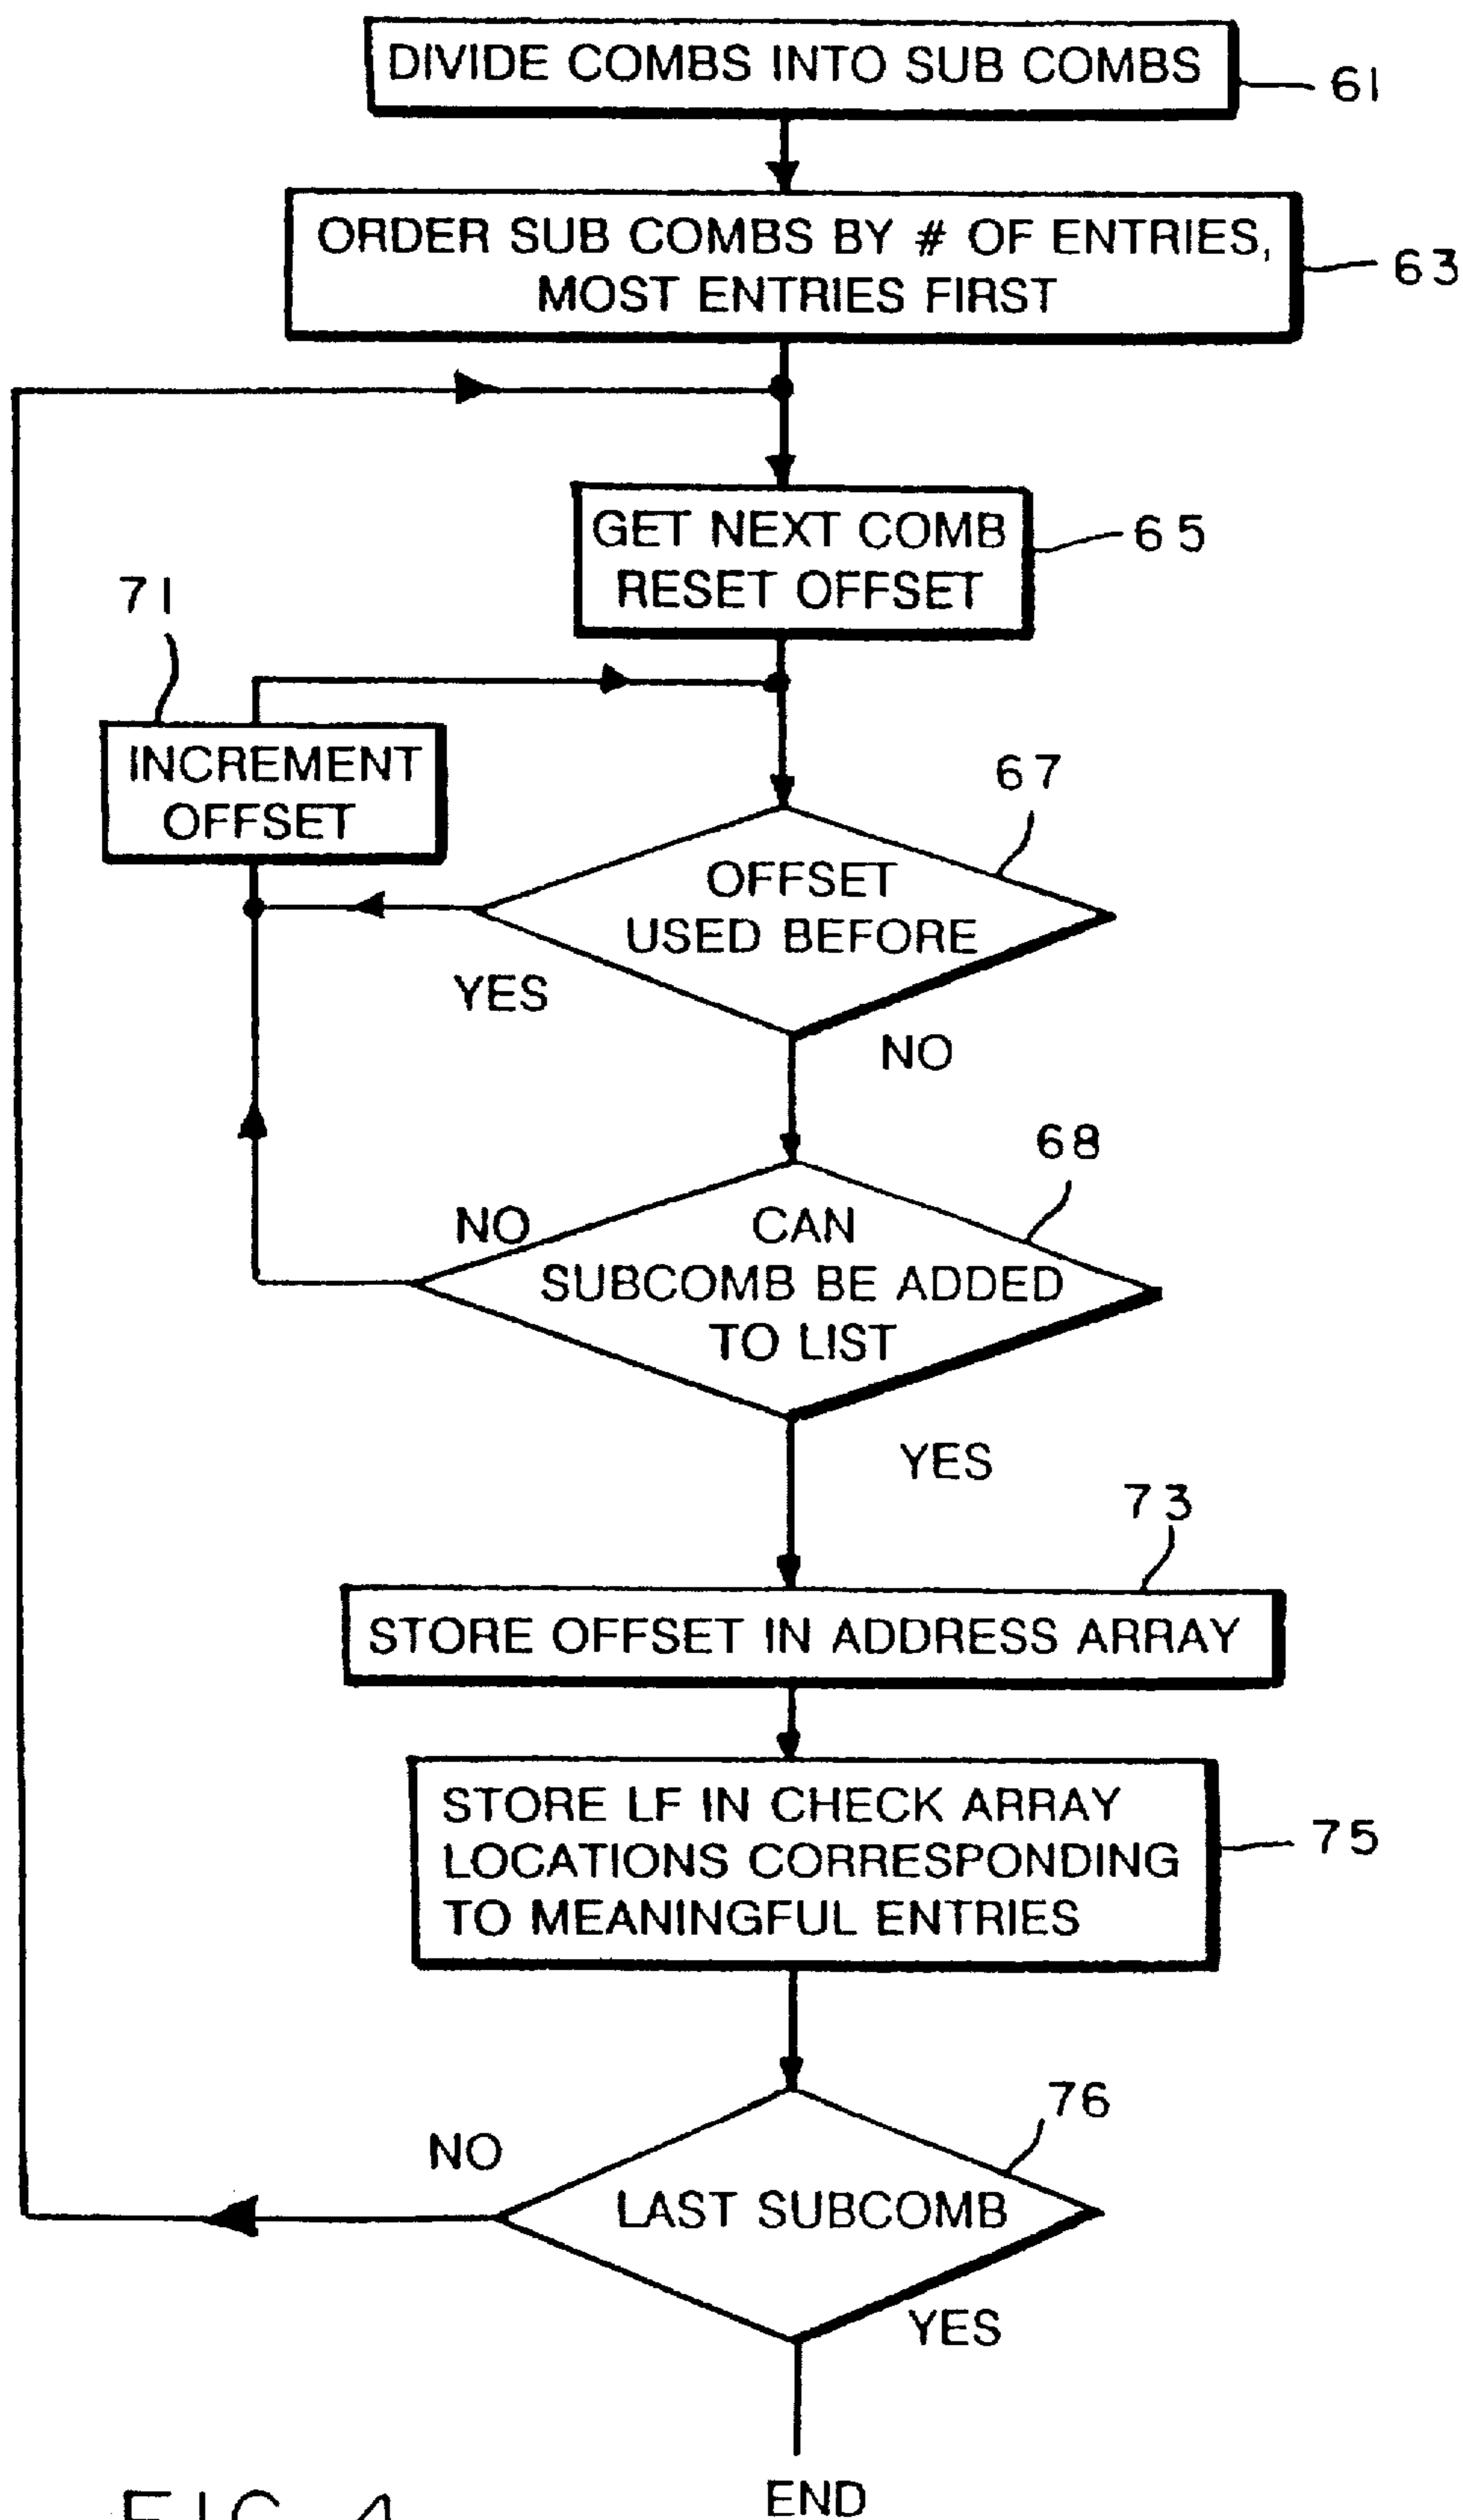 DIVIDE COMBS INTO SUB COMBS
61
ORDER SUB COMBS BY # OF ENTRIES,
MOST ENTRIES FIRST
63
GET NEXT COMB
RESET OFFSET
65
71
INCREMENT
OFFSET
67
OFFSET
USED BEFORE
YES
NO
68
NO
CAN
SUBCOMB BE ADDED
TO LIST
YES
73
STORE OFFSET IN ADDRESS ARRAY
STORE LF IN CHECK ARRAY
LOCATIONS CORRESPONDING
TO MEANINGFUL ENTRIES
75
76
NO
LAST SUBCOMB
YES
END
FIG. 4